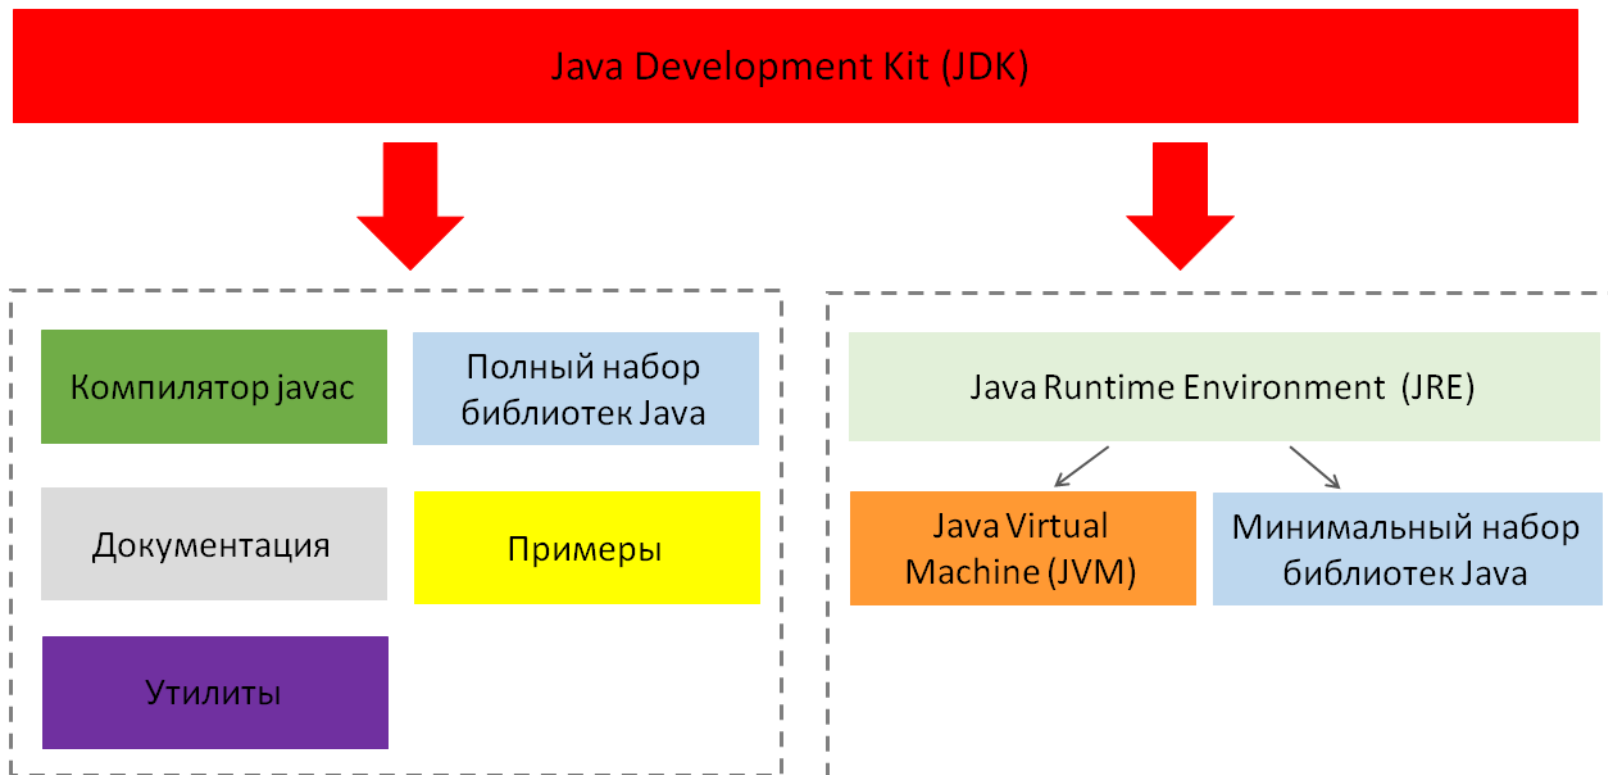 Java Development Kit (JDK)
Компилятор javac
Полный набор
библиотек Java
Java Runtime Environment (JRE)
Документация
Примеры
Java Virtual
Machine (JVM)
Минимальный набор
библиотек Java
Утилиты